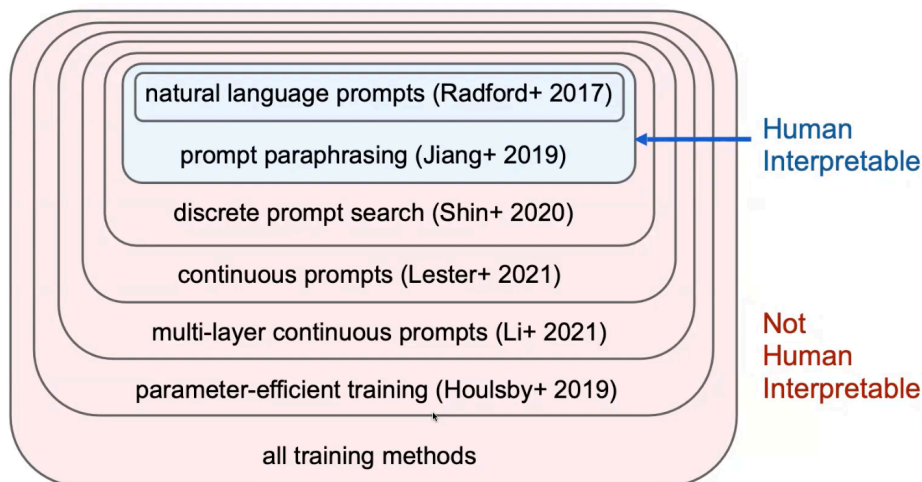 natural language prompts (Radford+ 2017)
prompt paraphrasing (Jiang+ 2019)
discrete prompt search (Shin+ 2020)
continuous prompts (Lester+ 2021)
multi-layer continuous prompts (Li+ 2021)
parameter-efficient training (Houlsby+ 2019)
all training methods
Human
Interpretable
Not
Human
Interpretable